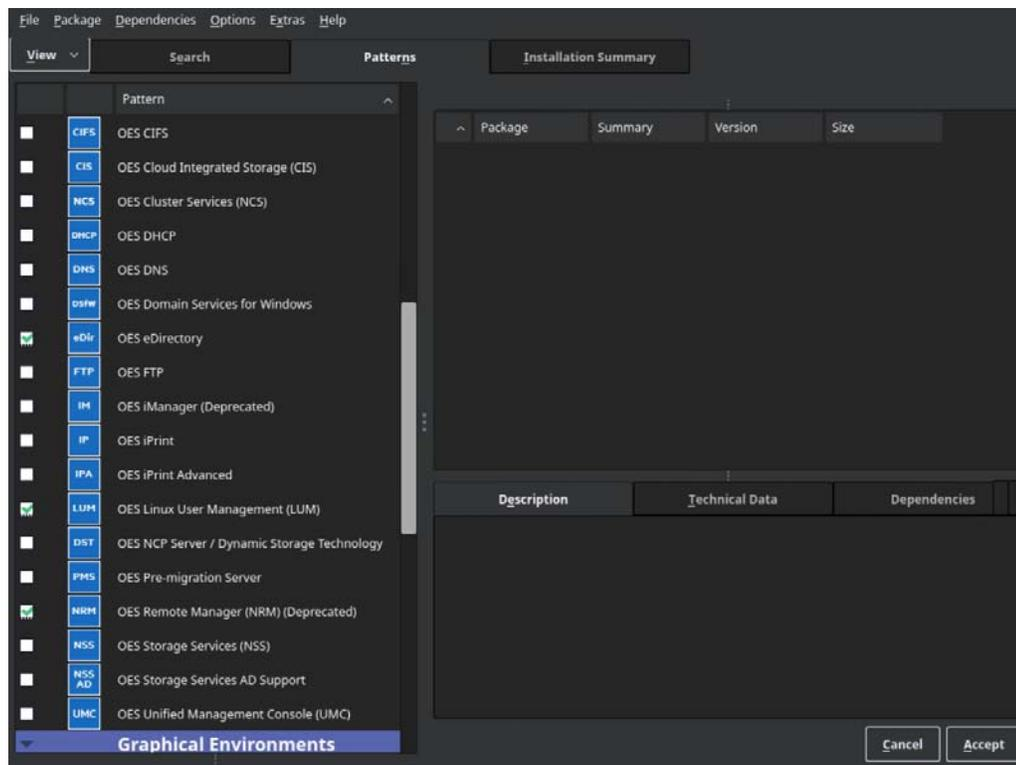 File Package Dependencies Options Extras Help
View Search Patterns Installation Summary
Pattern
CIFS OES CIFS
CIS OES Cloud Integrated Storage (CIS)
NCS OES Cluster Services (NCS)
DHCP OES DHCP
DNS OES DNS
DSfW OES Domain Services for Windows
eDir OES eDirectory
FTP OES FTP
IM OES iManager (Deprecated)
IP OES iPrint
IPA OES iPrint Advanced
LUM OES Linux User Management (LUM)
DST OES NCP Server / Dynamic Storage Technology
PMS OES Pre-migration Server
NRM OES Remote Manager (NRM) (Deprecated)
NSS OES Storage Services (NSS)
NSS AD OES Storage Services AD Support
UMC OES Unified Management Console (UMC)
Graphical Environments
Package Summary Version Size
Description Technical Data Dependencies
Cancel Accept